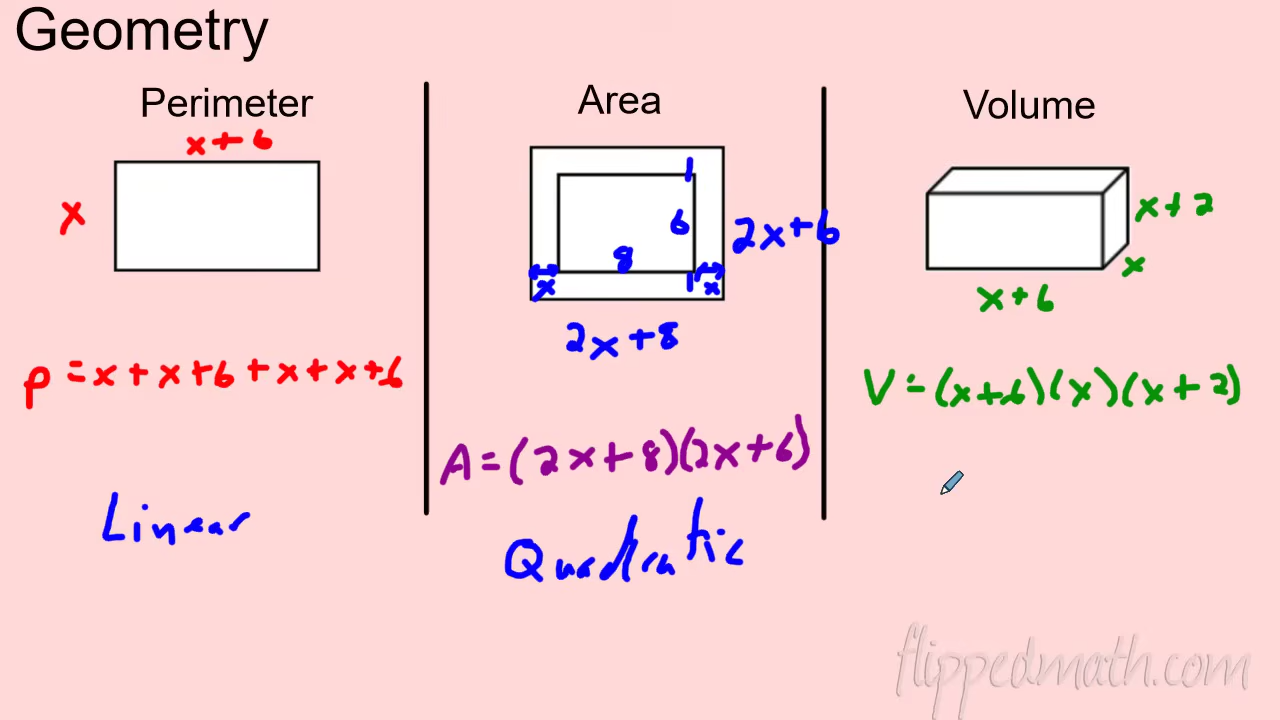 Geometry
Perimeter
x+6
x
P=x+x+6+x+x+6
Linear
Area
1
6
2x+6
8
x
1
x
2x+8
A=(2x+8)(2x+6)
Quadratic
Volume
x+2
x
x+6
V=(x+6)(x)(x+2)
flippedmath.com